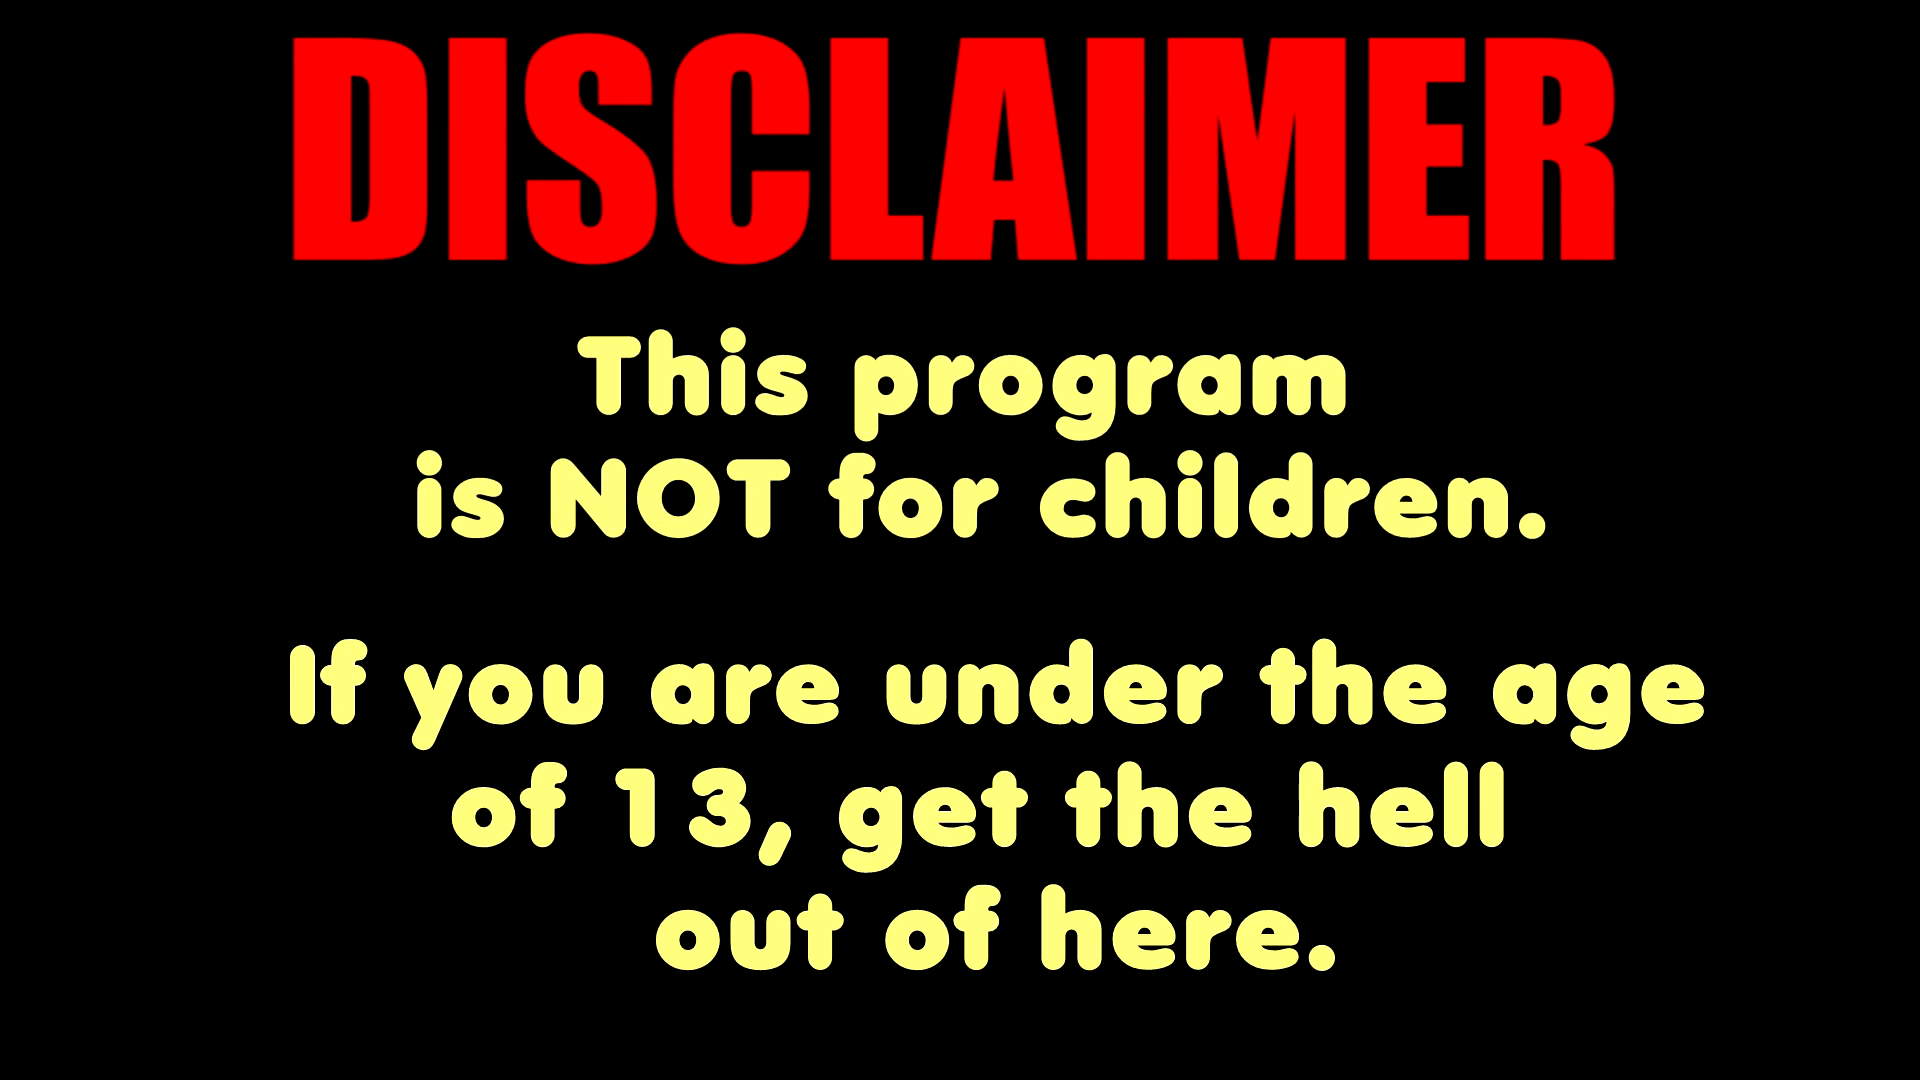 DISCLAIMER
This program
is NOT for children.
If you are under the age
of 13, get the hell
out of here.